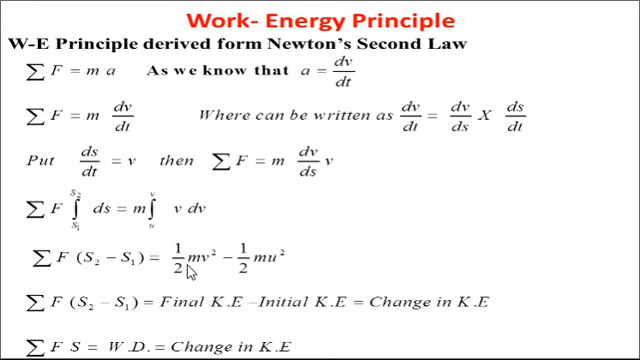 Work- Energy Principle
W-E Principle derived form Newton's Second Law
∑ F = m a As we know that a = dv/dt
∑ F = m dv/dt Where can be written as dv/dt = dv/ds X ds/dt
Put ds/dt = v then ∑ F = m dv/ds v
∑ F ∫_{S₁}^{S₂} ds = m ∫_{u}^{v} v dv
∑ F (S₂ − S₁) = 1/2 mv² − 1/2 mu²
∑ F (S₂ − S₁) = Final K.E −Initial K.E = Change in K.E
∑ F S = W.D. = Change in K.E